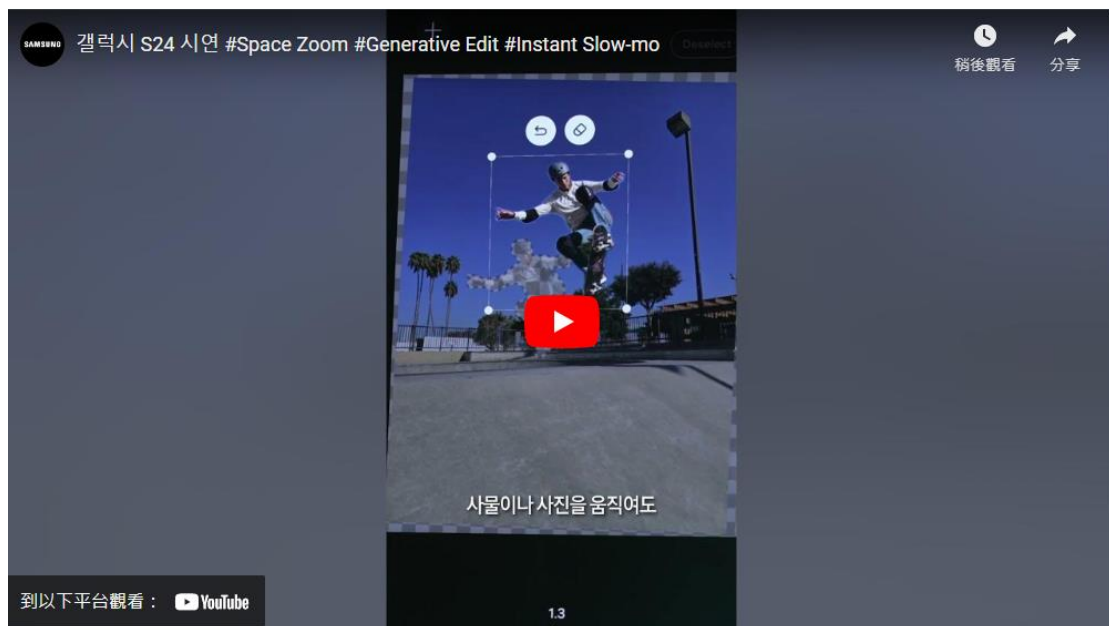 SAMSUNG
갤럭시 S24 시연 #Space Zoom #Generative Edit #Instant Slow-mo
Deselect
稍後觀看
分享
사물이나 사진을 움직여도
到以下平台觀看：
YouTube
1.3